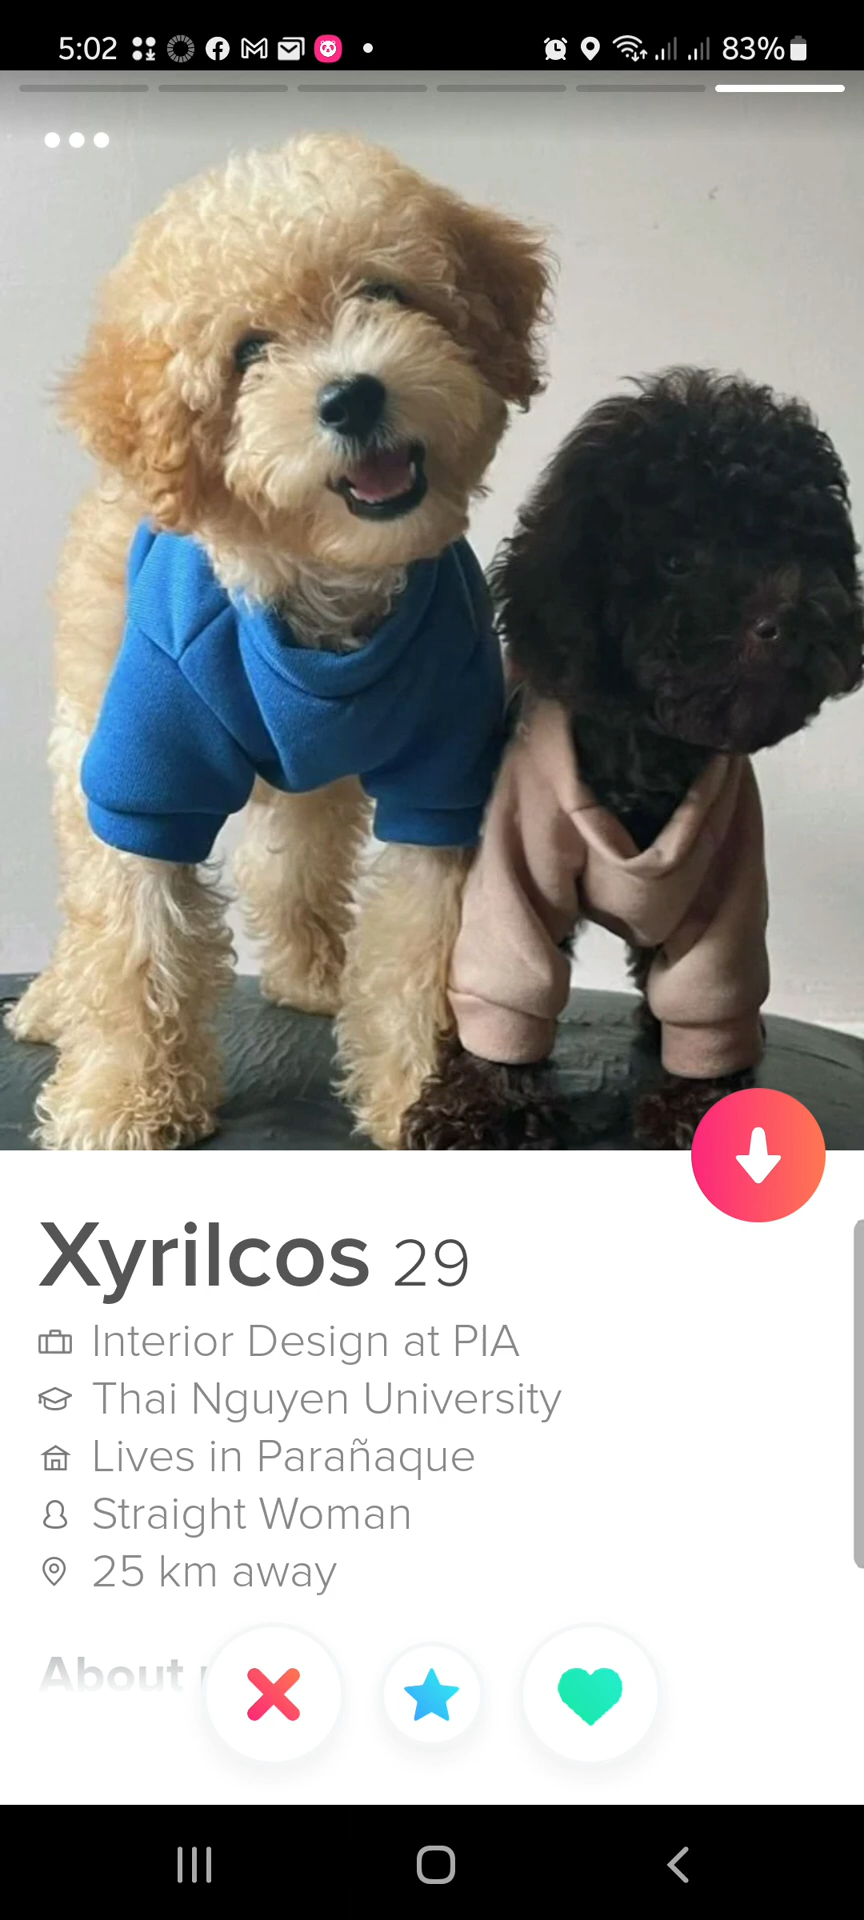 5:02 83%
Xyrilcos 29
Interior Design at PIA
Thai Nguyen University
Lives in Parañaque
Straight Woman
25 km away
About